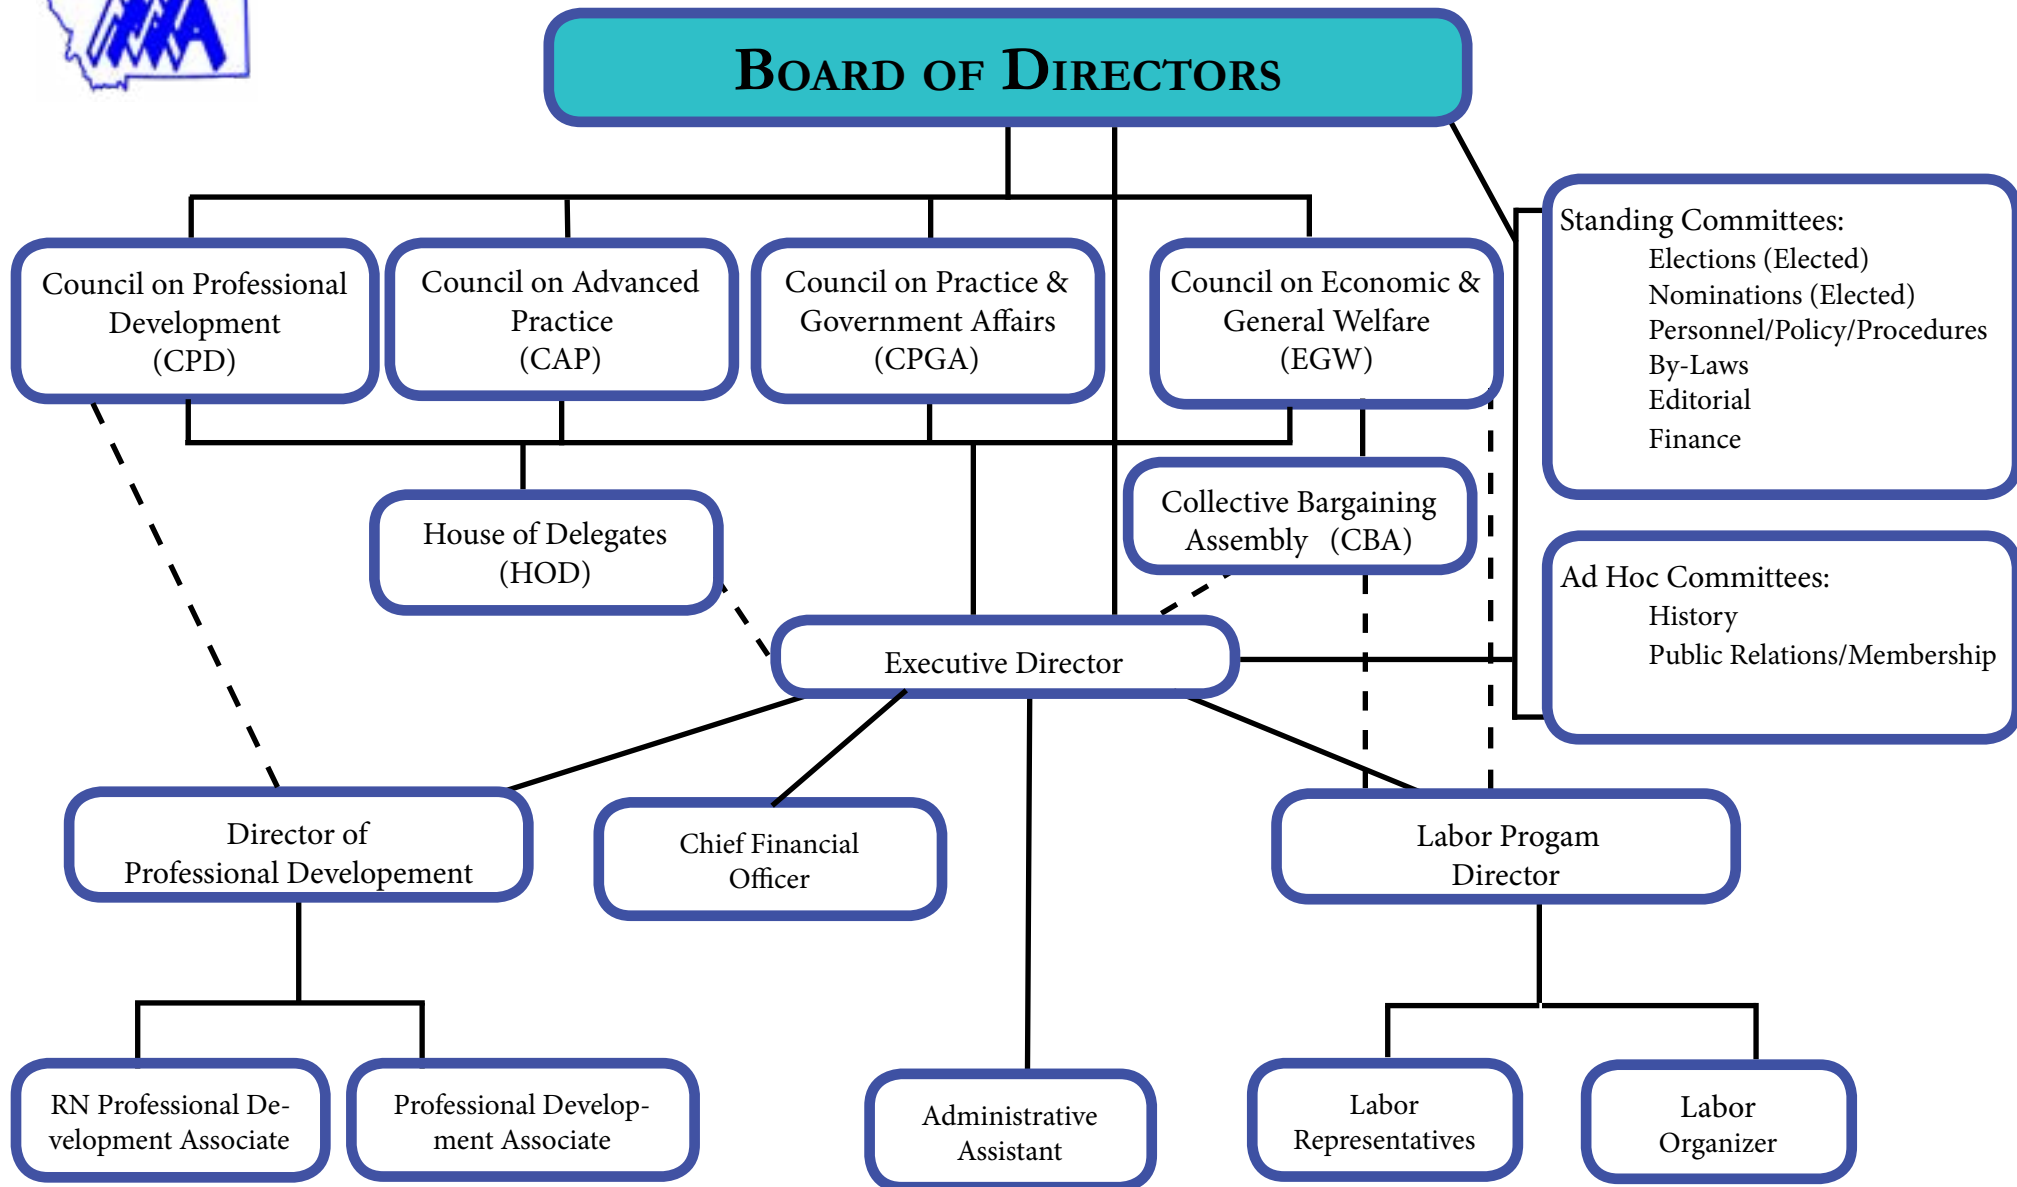 BOARD OF DIRECTORS
Council on Professional
Development
(CPD)
Council on Advanced
Practice
(CAP)
Council on Practice &
Government Affairs
(CPGA)
Council on Economic &
General Welfare
(EGW)
Standing Committees:
Elections (Elected)
Nominations (Elected)
Personnel/Policy/Procedures
By-Laws
Editorial
Finance
House of Delegates
(HOD)
Collective Bargaining
Assembly (CBA)
Ad Hoc Committees:
History
Public Relations/Membership
Executive Director
Director of
Professional Developement
Chief Financial
Officer
Labor Progam
Director
RN Professional De-
velopment Associate
Professional Develop-
ment Associate
Administrative
Assistant
Labor
Representatives
Labor
Organizer